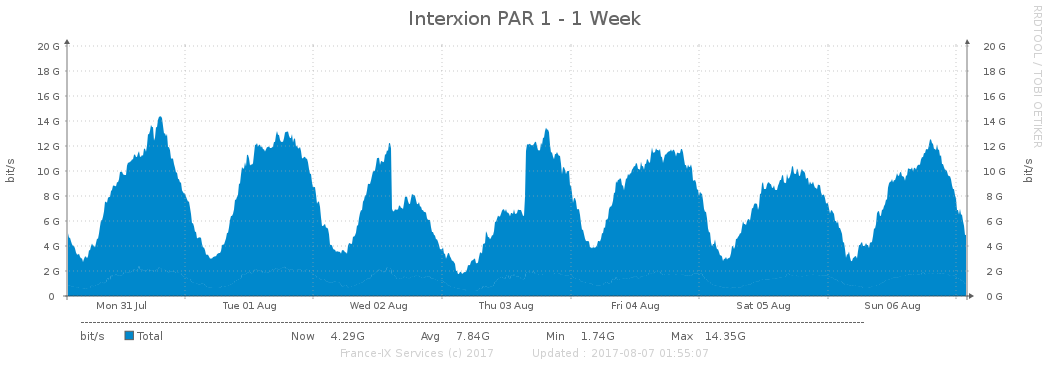 Interxion PAR 1 - 1 Week
RRDTOOL / TOBI OETIKER
20 G 20 G
18 G 18 G
16 G 16 G
14 G 14 G
12 G 12 G
10 G 10 G
8 G 8 G
6 G 6 G
4 G 4 G
2 G 2 G
0 0 G
bit/s bit/s
Mon 31 Jul Tue 01 Aug Wed 02 Aug Thu 03 Aug Fri 04 Aug Sat 05 Aug Sun 06 Aug
bit/s Total Now 4.29G Avg 7.84G Min 1.74G Max 14.35G
France-IX Services (c) 2017 Updated : 2017-08-07 01:55:07